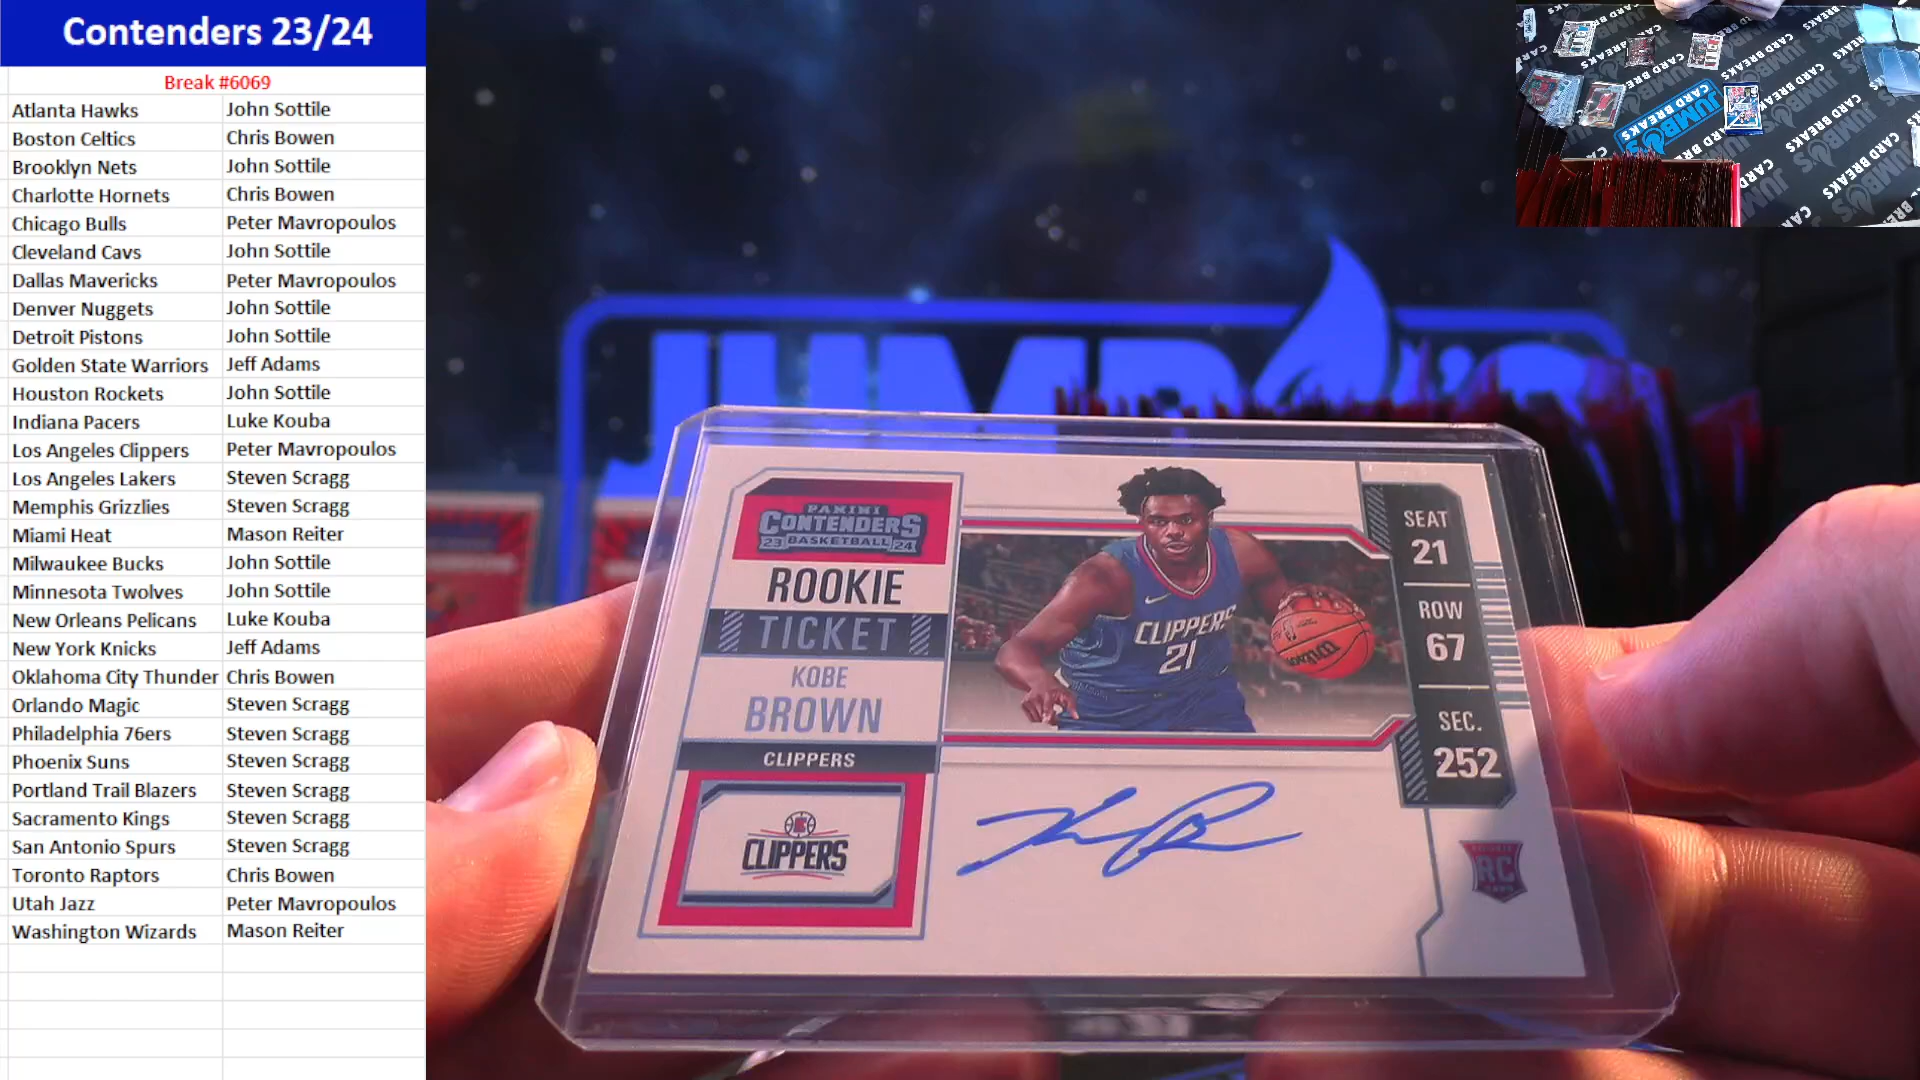 Contenders 23/24
Break #6069
Atlanta Hawks John Sottile
Boston Celtics Chris Bowen
Brooklyn Nets John Sottile
Charlotte Hornets Chris Bowen
Chicago Bulls Peter Mavropoulos
Cleveland Cavs John Sottile
Dallas Mavericks Peter Mavropoulos
Denver Nuggets John Sottile
Detroit Pistons John Sottile
Golden State Warriors Jeff Adams
Houston Rockets John Sottile
Indiana Pacers Luke Kouba
Los Angeles Clippers Peter Mavropoulos
Los Angeles Lakers Steven Scragg
Memphis Grizzlies Steven Scragg
Miami Heat Mason Reiter
Milwaukee Bucks John Sottile
Minnesota Twolves John Sottile
New Orleans Pelicans Luke Kouba
New York Knicks Jeff Adams
Oklahoma City Thunder Chris Bowen
Orlando Magic Steven Scragg
Philadelphia 76ers Steven Scragg
Phoenix Suns Steven Scragg
Portland Trail Blazers Steven Scragg
Sacramento Kings Steven Scragg
San Antonio Spurs Steven Scragg
Toronto Raptors Chris Bowen
Utah Jazz Peter Mavropoulos
Washington Wizards Mason Reiter
JUMBO'S
CARD BREAKS
JUMBO'S
PANINI
CONTENDERS
23 BASKETBALL 24
ROOKIE
TICKET
KOBE
BROWN
CLIPPERS
CLIPPERS
CLIPPERS
21
Wilson
SEAT
21
ROW
67
SEC.
252
RC